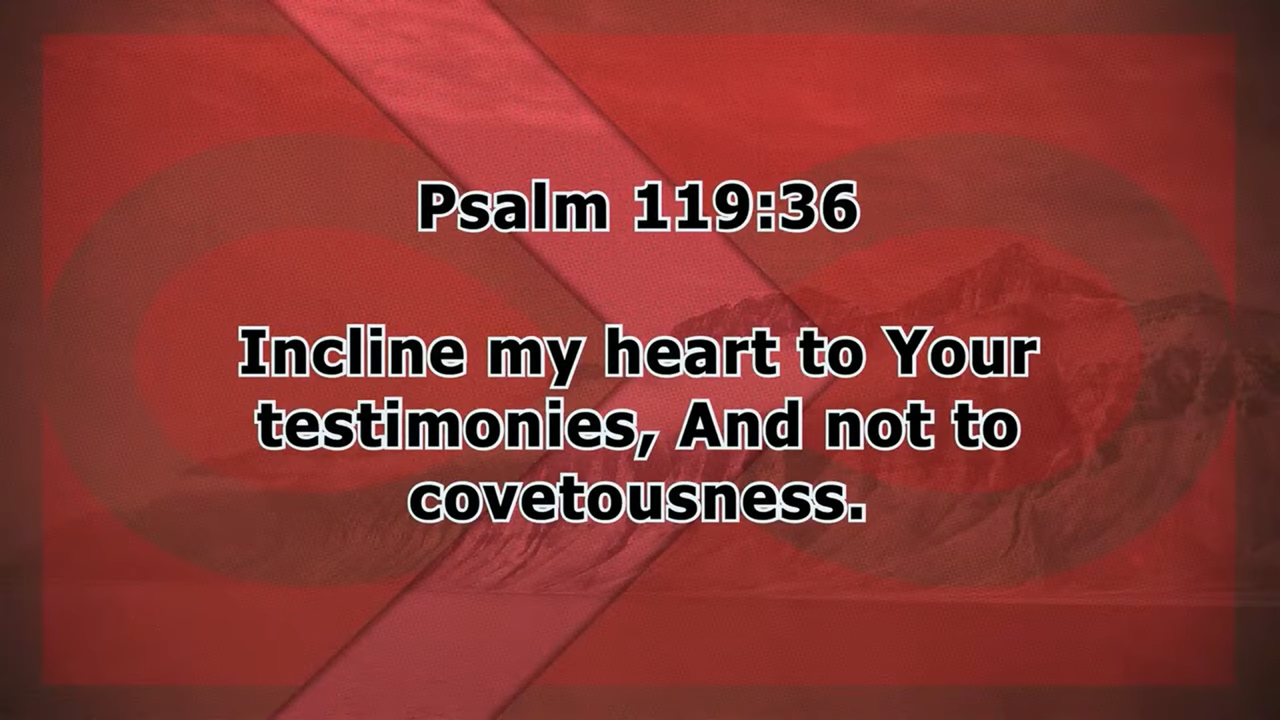 Psalm 119:36
Incline my heart to Your
testimonies, And not to
covetousness.